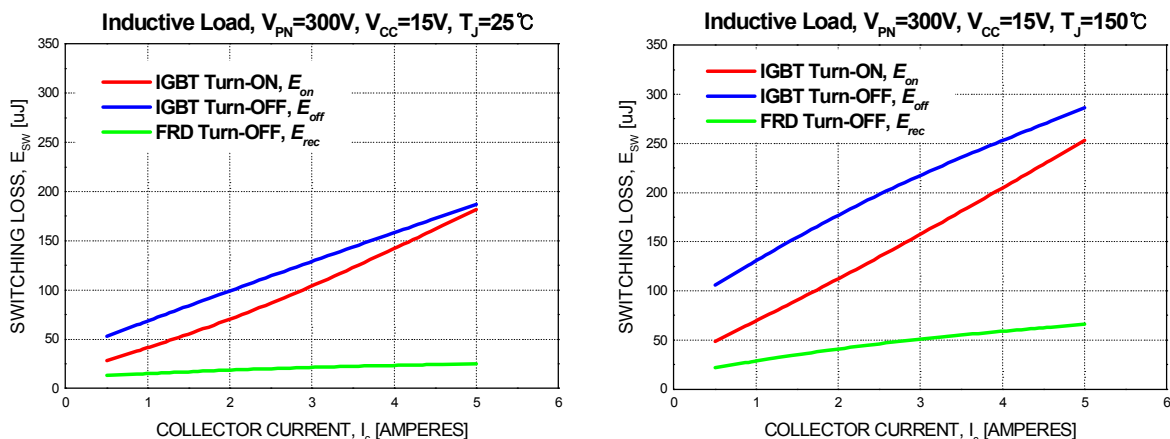 Inductive Load, VPN=300V, VCC=15V, TJ=25℃
350
300
250
200
150
100
50
0
SWITCHING LOSS, ESW [uJ]
IGBT Turn-ON, Eon
IGBT Turn-OFF, Eoff
FRD Turn-OFF, Erec
0 1 2 3 4 5 6
COLLECTOR CURRENT, Ic [AMPERES]
Inductive Load, VPN=300V, VCC=15V, TJ=150℃
350
300
250
200
150
100
50
0
SWITCHING LOSS, ESW [uJ]
IGBT Turn-ON, Eon
IGBT Turn-OFF, Eoff
FRD Turn-OFF, Erec
0 1 2 3 4 5 6
COLLECTOR CURRENT, Ic [AMPERES]